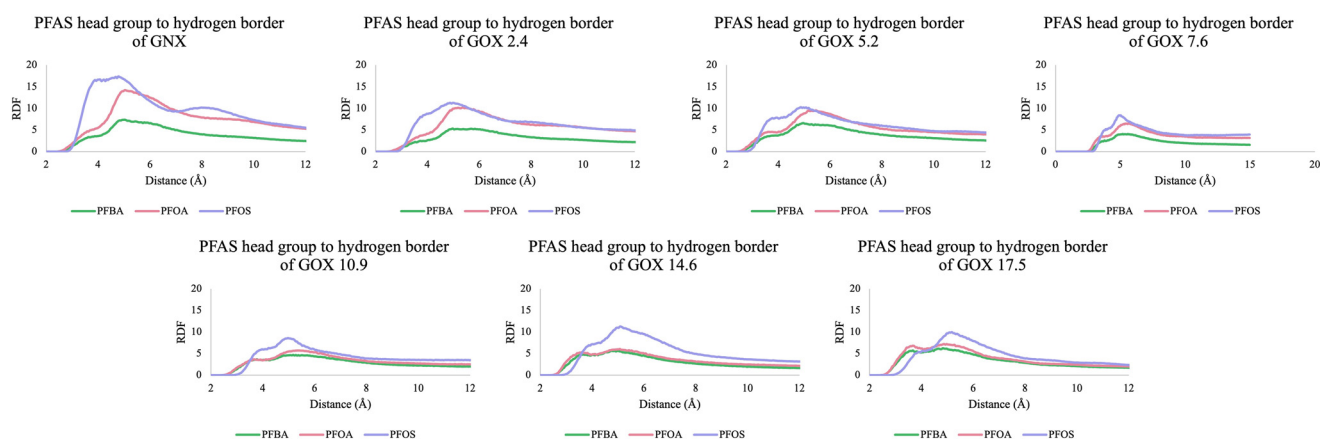 PFAS head group to hydrogen border
of GNX
20
15
10
5
0
RDF
2 4 6 8 10 12
Distance (Å)
PFBA PFOA PFOS
PFAS head group to hydrogen border
of GOX 2.4
20
15
10
5
0
RDF
2 4 6 8 10 12
Distance (Å)
PFBA PFOA PFOS
PFAS head group to hydrogen border
of GOX 5.2
20
15
10
5
0
RDF
2 4 6 8 10 12
Distance (Å)
PFBA PFOA PFOS
PFAS head group to hydrogen border
of GOX 7.6
20
15
10
5
0
RDF
0 5 10 15 20
Distance (Å)
PFBA PFOA PFOS
PFAS head group to hydrogen border
of GOX 10.9
20
15
10
5
0
RDF
2 4 6 8 10 12
Distance (Å)
PFBA PFOA PFOS
PFAS head group to hydrogen border
of GOX 14.6
20
15
10
5
0
RDF
2 4 6 8 10 12
Distance (Å)
PFBA PFOA PFOS
PFAS head group to hydrogen border
of GOX 17.5
20
15
10
5
0
RDF
2 4 6 8 10 12
Distance (Å)
PFBA PFOA PFOS